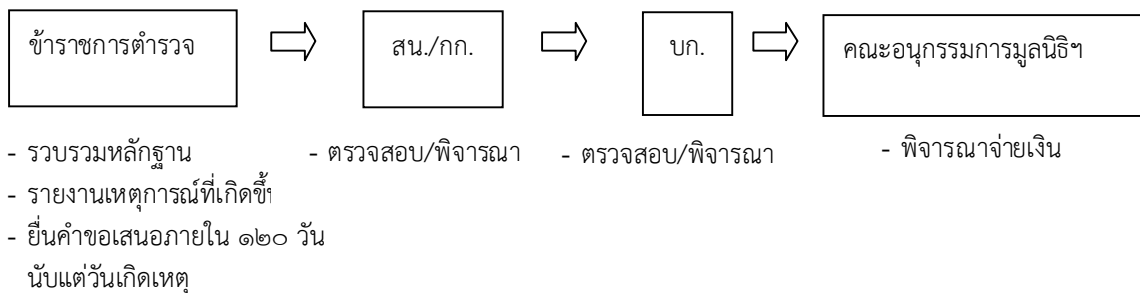 ข้าราชการตำรวจ
สน./กก.
บก.
คณะอนุกรรมการมูลนิธิฯ
- รวบรวมหลักฐาน
- รายงานเหตุการณ์ที่เกิดขึ้น
- ยื่นคำขอเสนอภายใน ๑๒๐ วัน
นับแต่วันเกิดเหตุ
- ตรวจสอบ/พิจารณา
- ตรวจสอบ/พิจารณา
- พิจารณาจ่ายเงิน